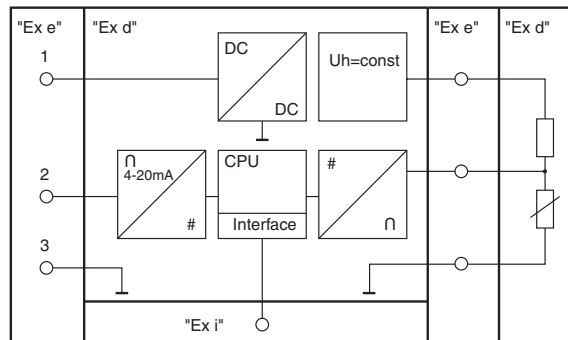 "Ex e" "Ex d" "Ex e" "Ex d"
1
DC
DC
Uh=const
2
∩
4-20mA
#
CPU
Interface
#
∩
3
"Ex i"